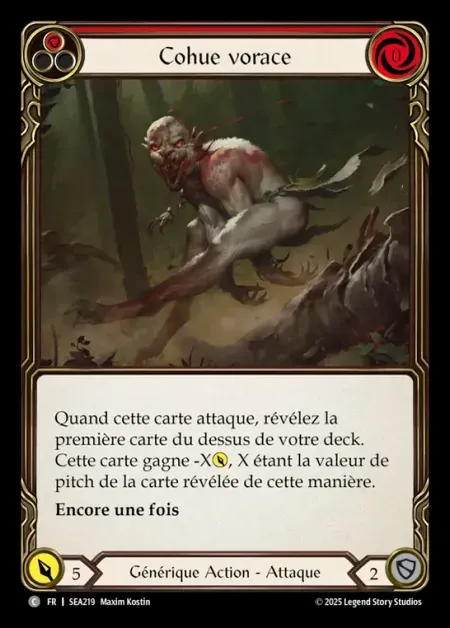 0
Cohue vorace
Quand cette carte attaque, révélez la
première carte du dessus de votre deck.
Cette carte gagne -X, X étant la valeur de
pitch de la carte révélée de cette manière.
Encore une fois
5 Générique Action - Attaque 2
C FR | SEA219 Maxim Kostin © 2025 Legend Story Studios